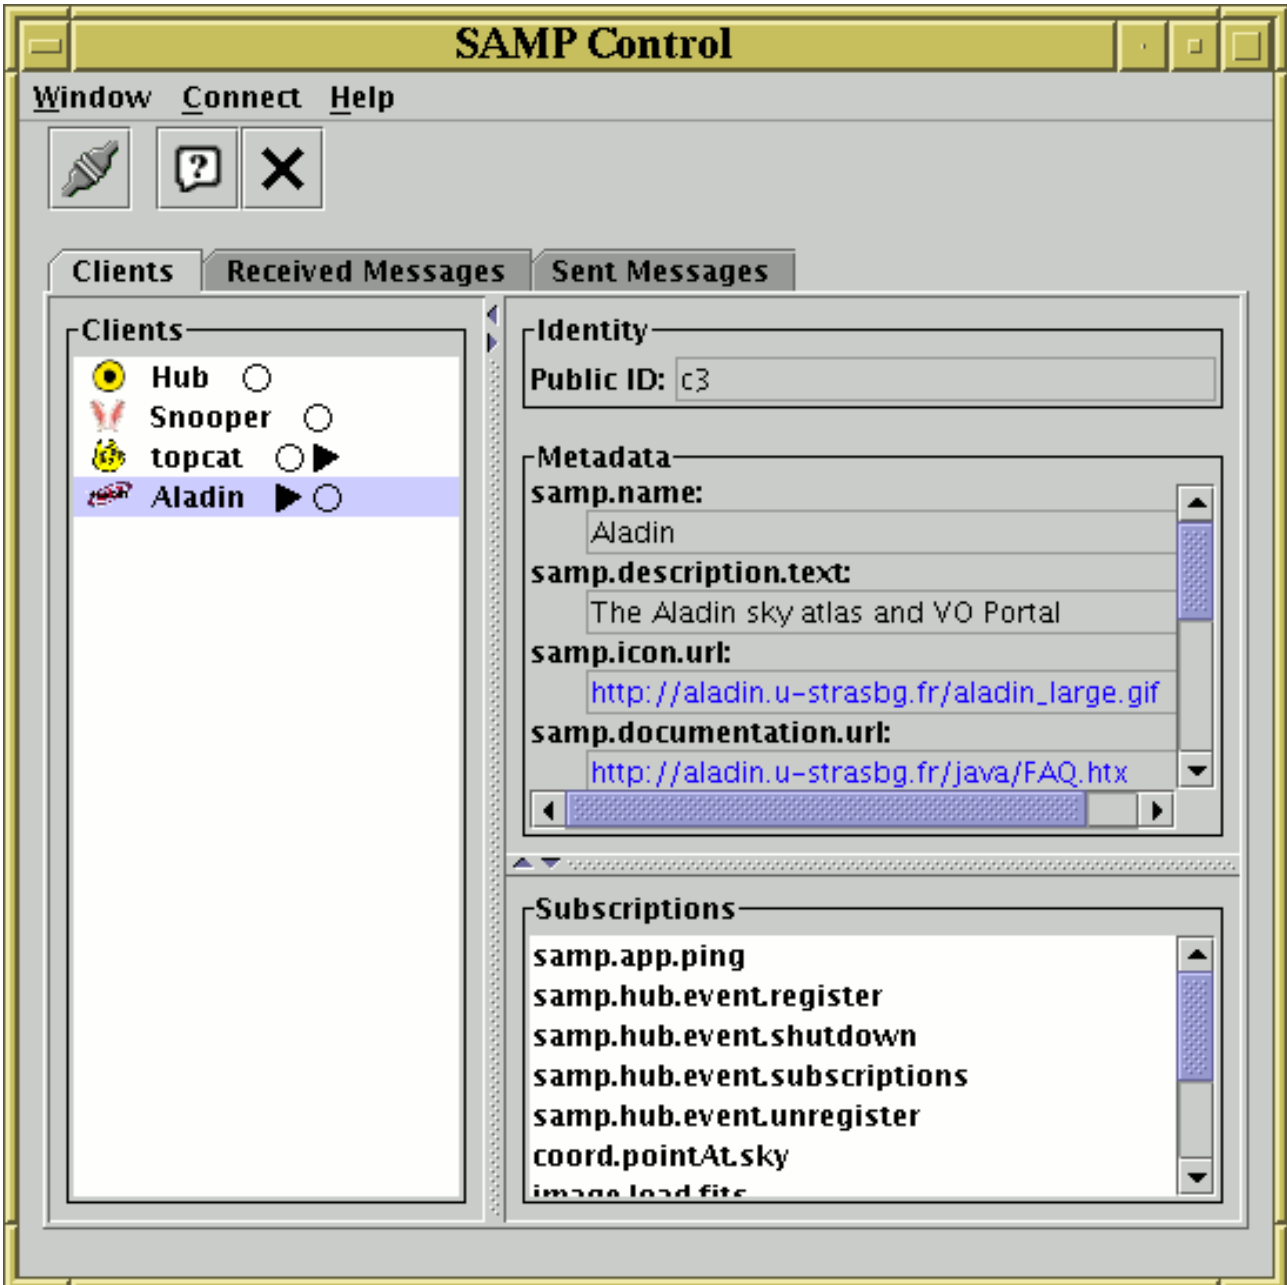 SAMP Control
Window Connect Help
Clients Received Messages Sent Messages
Clients
Hub
Snooper
topcat
Aladin
Identity
Public ID: c3
Metadata
samp.name:
Aladin
samp.description.text:
The Aladin sky atlas and VO Portal
samp.icon.url:
http://aladin.u-strasbg.fr/aladin_large.gif
samp.documentation.url:
http://aladin.u-strasbg.fr/java/FAQ.htx
Subscriptions
samp.app.ping
samp.hub.event.register
samp.hub.event.shutdown
samp.hub.event.subscriptions
samp.hub.event.unregister
coord.pointAt.sky
image.load.fits